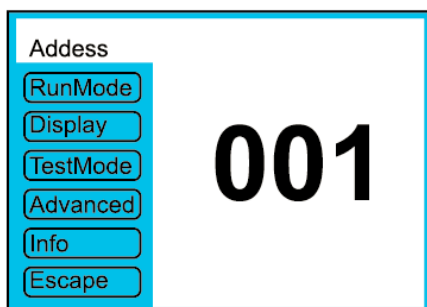 Addess
RunMode
Display
TestMode
Advanced
Info
Escape
001